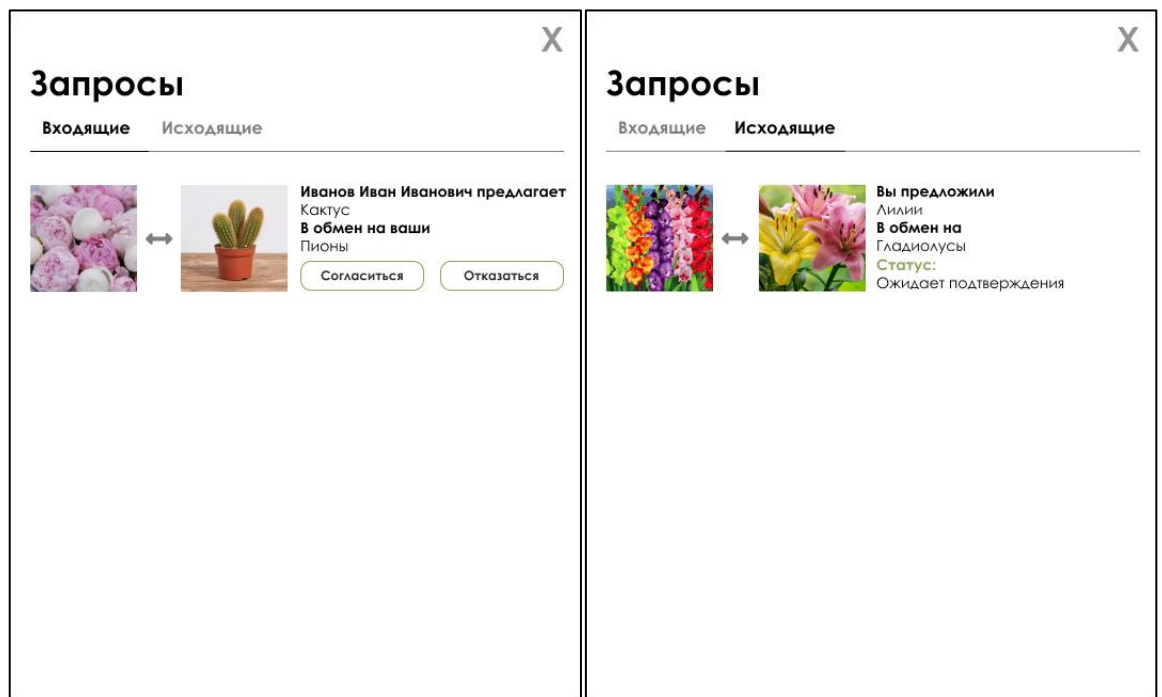 X
Запросы
Входящие Исходящие
Иванов Иван Иванович предлагает
Кактус
В обмен на ваши
Пионы
Согласиться Отказаться
X
Запросы
Входящие Исходящие
Вы предложили
Лилии
В обмен на
Гладиолусы
Статус:
Ожидает подтверждения